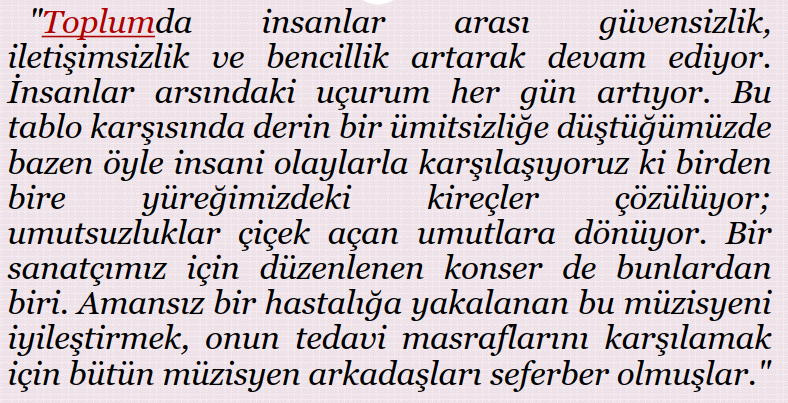 "Toplumda insanlar arası güvensizlik,
iletişimsizlik ve bencillik artarak devam ediyor.
İnsanlar arsındaki uçurum her gün artıyor. Bu
tablo karşısında derin bir ümitsizliğe düştüğümüzde
bazen öyle insani olaylarla karşılaşıyoruz ki birden
bire yüreğimizdeki kireçler çözülüyor;
umutsuzluklar çiçek açan umutlara dönüyor. Bir
sanatçımız için düzenlenen konser de bunlardan
biri. Amansız bir hastalığa yakalanan bu müzisyeni
iyileştirmek, onun tedavi masraflarını karşılamak
için bütün müzisyen arkadaşları seferber olmuşlar."